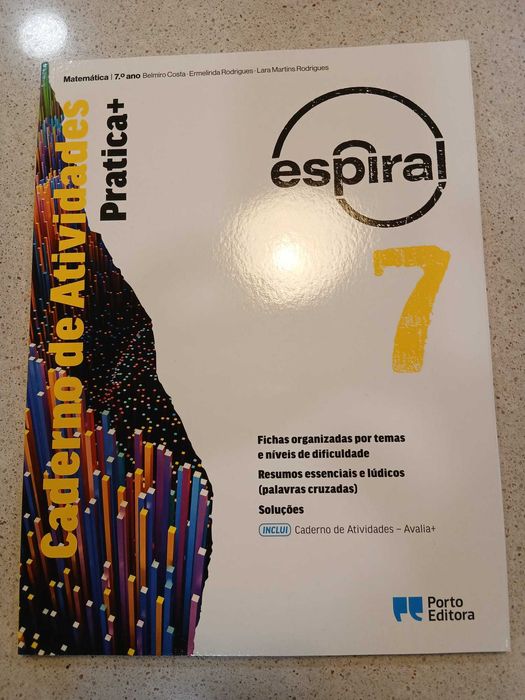 Matemática | 7.º ano Belmiro Costa · Ermelinda Rodrigues · Lara Martins Rodrigues
Caderno de Atividades
Pratica+
espiral
7
Fichas organizadas por temas
e níveis de dificuldade
Resumos essenciais e lúdicos
(palavras cruzadas)
Soluções
INCLUI Caderno de Atividades – Avalia+
Porto
Editora